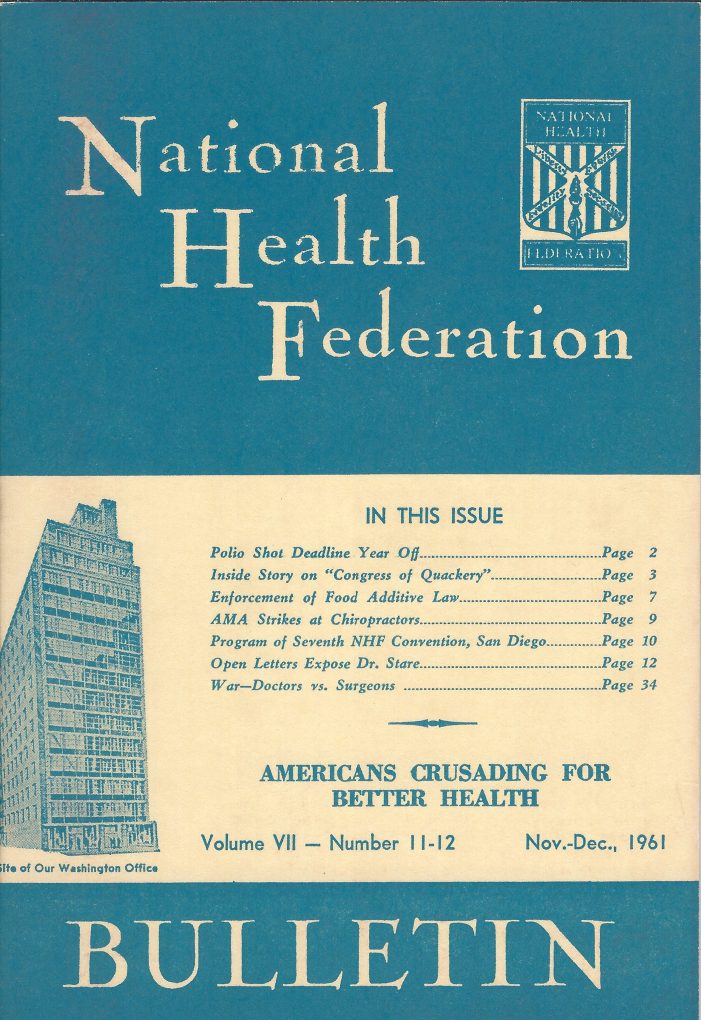 National
Health
Federation
NATIONAL
HEALTH
FEDERATION
IN THIS ISSUE
Polio Shot Deadline Year Off............Page 2
Inside Story on "Congress of Quackery"............Page 3
Enforcement of Food Additive Law............Page 7
AMA Strikes at Chiropractors............Page 9
Program of Seventh NHF Convention, San Diego............Page 10
Open Letters Expose Dr. Stare............Page 12
War—Doctors vs. Surgeons ............Page 34
AMERICANS CRUSADING FOR
BETTER HEALTH
Volume VII — Number 11-12 Nov.-Dec., 1961
Site of Our Washington Office
BULLETIN